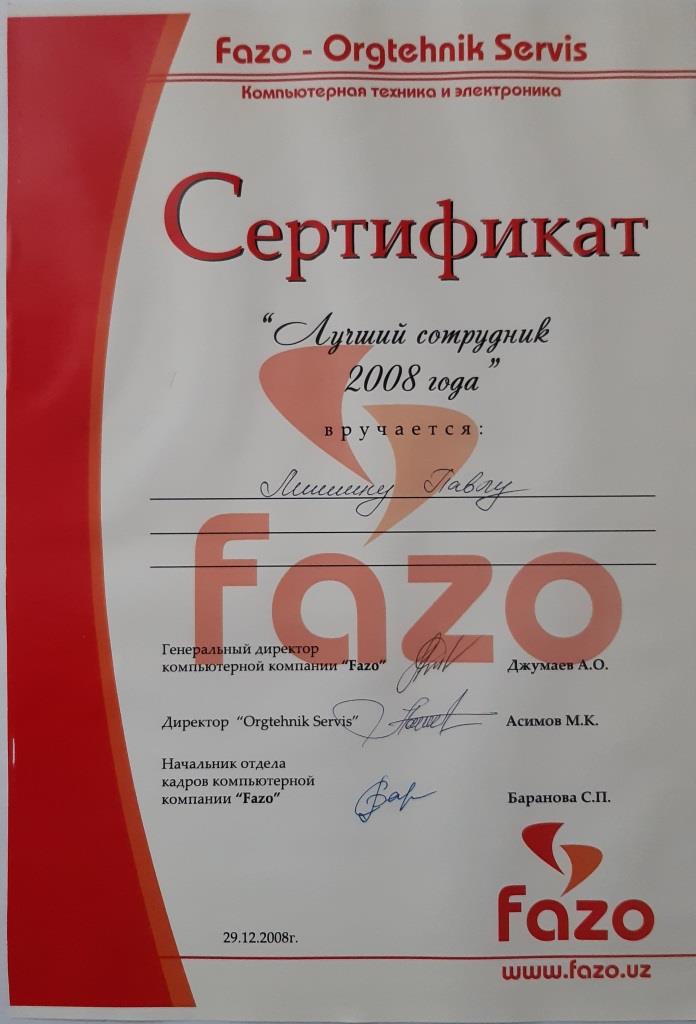 Fazo - Orgtehnik Servis
Компьютерная техника и электроника
Сертификат
"Лучший сотрудник
2008 года"
вручается:
Мишину Павлу
fazo
Генеральный директор
компьютерной компании "Fazo" Джумаев А.О.
Директор "Orgtehnik Servis" Асимов М.К.
Начальник отдела
кадров компьютерной
компании "Fazo" Баранова С.П.
fazo
29.12.2008г.
www.fazo.uz